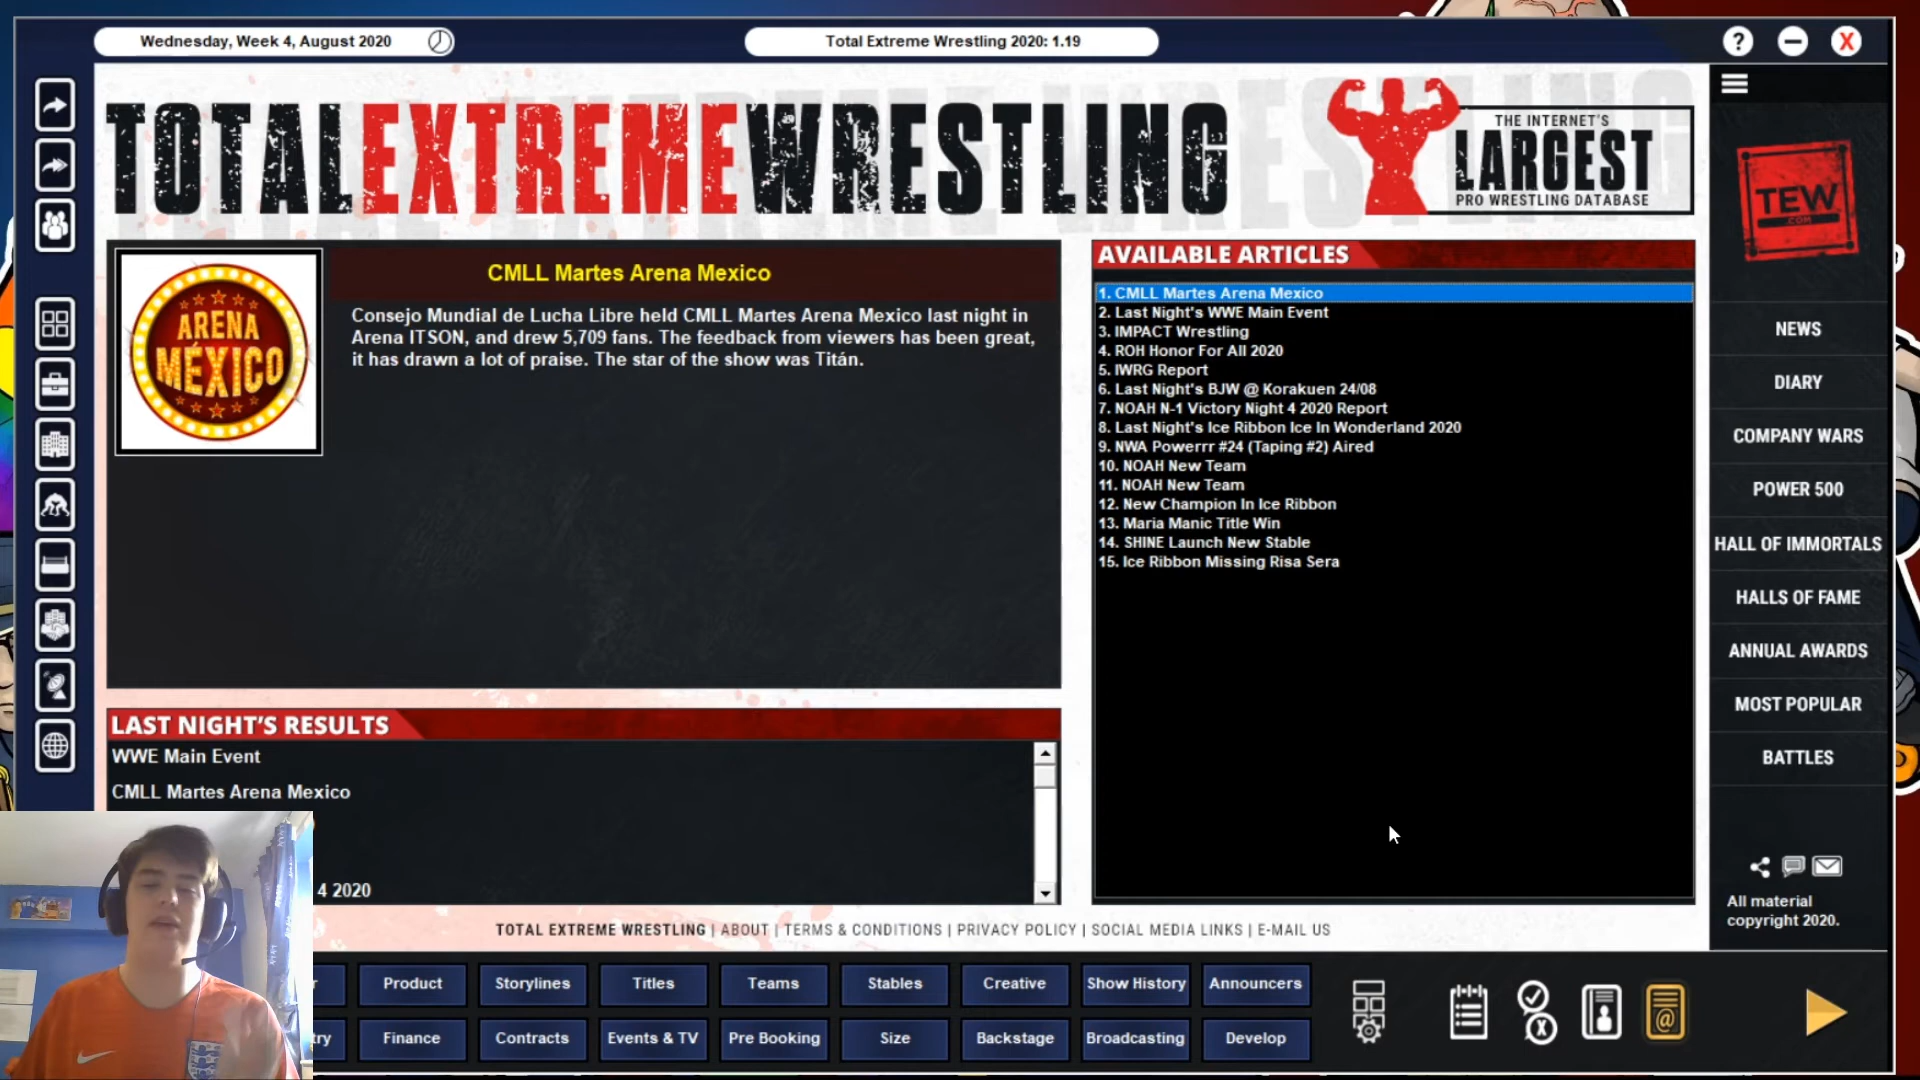 Wednesday, Week 4, August 2020
Total Extreme Wrestling 2020: 1.19
?
X
TOTALEXTREMEWRESTLING
THE INTERNET'S
LARGEST
PRO WRESTLING DATABASE
TEW
.COM
ARENA
MÉXICO
CMLL Martes Arena Mexico
Consejo Mundial de Lucha Libre held CMLL Martes Arena Mexico last night in
Arena ITSON, and drew 5,709 fans. The feedback from viewers has been great,
it has drawn a lot of praise. The star of the show was Titán.
AVAILABLE ARTICLES
1. CMLL Martes Arena Mexico
2. Last Night's WWE Main Event
3. IMPACT Wrestling
4. ROH Honor For All 2020
5. IWRG Report
6. Last Night's BJW @ Korakuen 24/08
7. NOAH N-1 Victory Night 4 2020 Report
8. Last Night's Ice Ribbon Ice In Wonderland 2020
9. NWA Powerrr #24 (Taping #2) Aired
10. NOAH New Team
11. NOAH New Team
12. New Champion In Ice Ribbon
13. Maria Manic Title Win
14. SHINE Launch New Stable
15. Ice Ribbon Missing Risa Sera
NEWS
DIARY
COMPANY WARS
POWER 500
HALL OF IMMORTALS
HALLS OF FAME
ANNUAL AWARDS
MOST POPULAR
BATTLES
All material
copyright 2020.
LAST NIGHT'S RESULTS
WWE Main Event
CMLL Martes Arena Mexico
4 2020
TOTAL EXTREME WRESTLING | ABOUT | TERMS & CONDITIONS | PRIVACY POLICY | SOCIAL MEDIA LINKS | E-MAIL US
r
Product
Storylines
Titles
Teams
Stables
Creative
Show History
Announcers
ry
Finance
Contracts
Events & TV
Pre Booking
Size
Backstage
Broadcasting
Develop